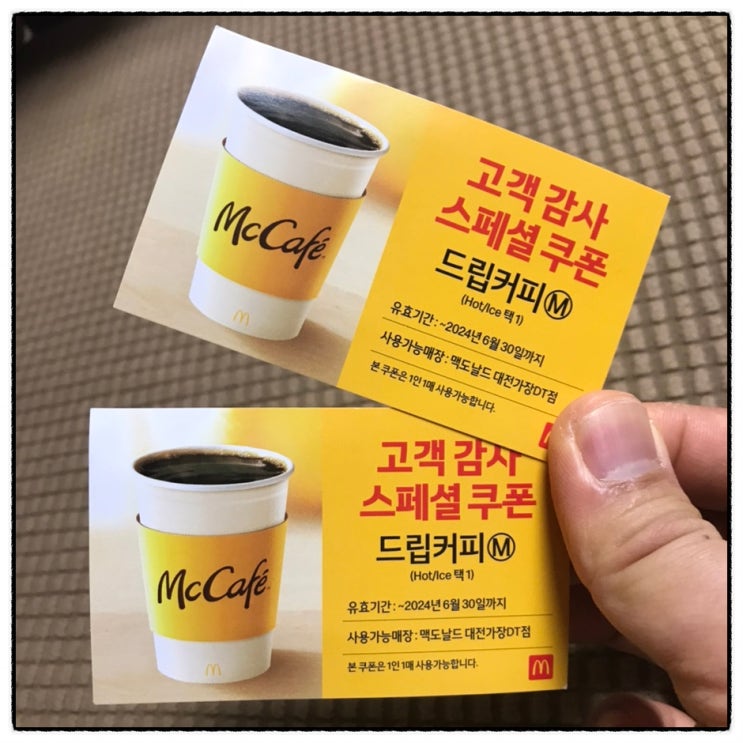 McCafé
고객 감사
스페셜 쿠폰
드립커피Ⓜ
(Hot/Ice 택1)
유효기간 : ~2024년 6월 30일까지
사용가능매장 : 맥도날드 대전가장DT점
본 쿠폰은 1인 1매 사용가능합니다.
McCafé
고객 감사
스페셜 쿠폰
드립커피Ⓜ
(Hot/Ice 택1)
유효기간 : ~2024년 6월 30일까지
사용가능매장 : 맥도날드 대전가장DT점
본 쿠폰은 1인 1매 사용가능합니다.